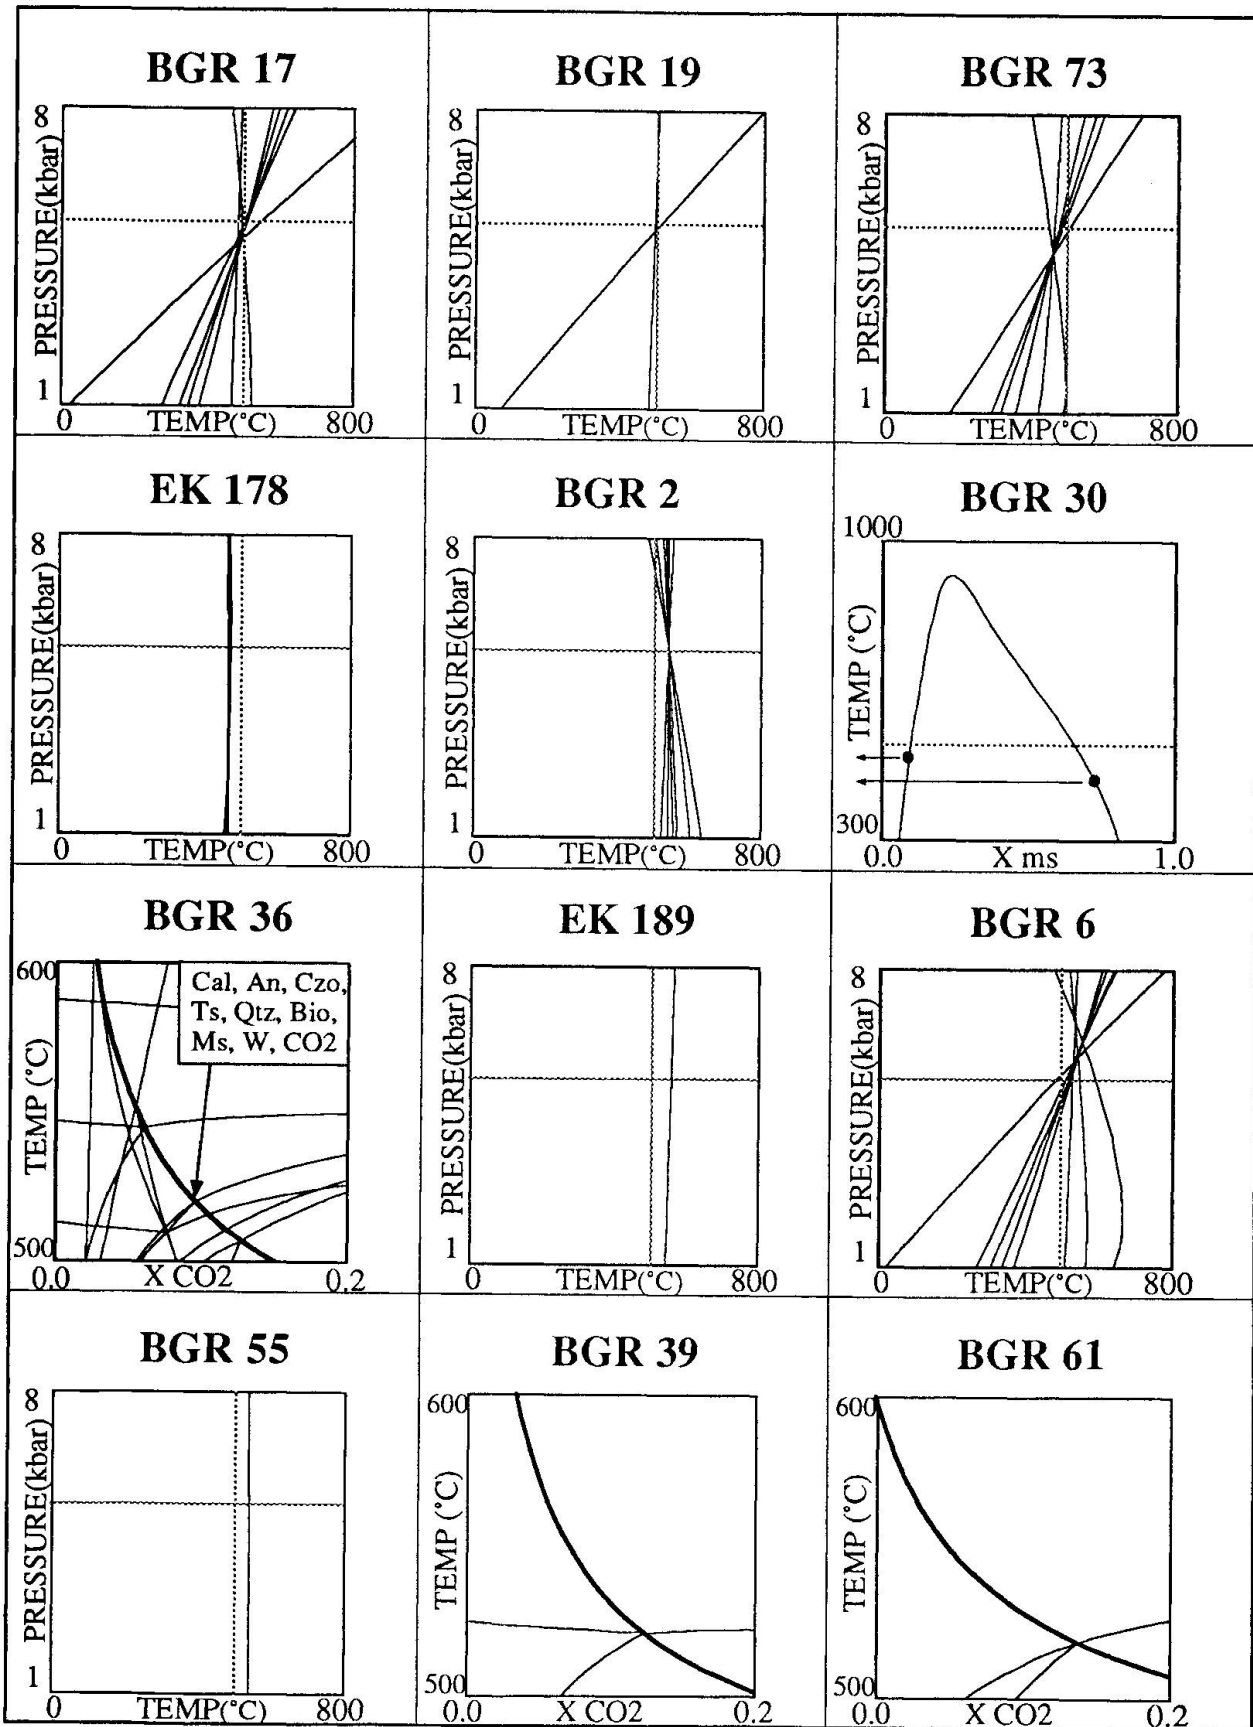 BGR 17
8
PRESSURE(kbar)
1
0 TEMP(°C) 800
BGR 19
8
PRESSURE(kbar)
1
0 TEMP(°C) 800
BGR 73
8
PRESSURE(kbar)
1
0 TEMP(°C) 800
EK 178
8
PRESSURE(kbar)
1
0 TEMP(°C) 800
BGR 2
8
PRESSURE(kbar)
1
0 TEMP(°C) 800
BGR 30
1000
TEMP (°C)
300
0.0 X ms 1.0
BGR 36
600
Cal, An, Czo,
Ts, Qtz, Bio,
Ms, W, CO2
TEMP (°C)
500
0.0 X CO2 0.2
EK 189
8
PRESSURE(kbar)
1
0 TEMP(°C) 800
BGR 6
8
PRESSURE(kbar)
1
0 TEMP(°C) 800
BGR 55
8
PRESSURE(kbar)
1
0 TEMP(°C) 800
BGR 39
600
TEMP (°C)
500
0.0 X CO2 0.2
BGR 61
600
TEMP (°C)
500
0.0 X CO2 0.2